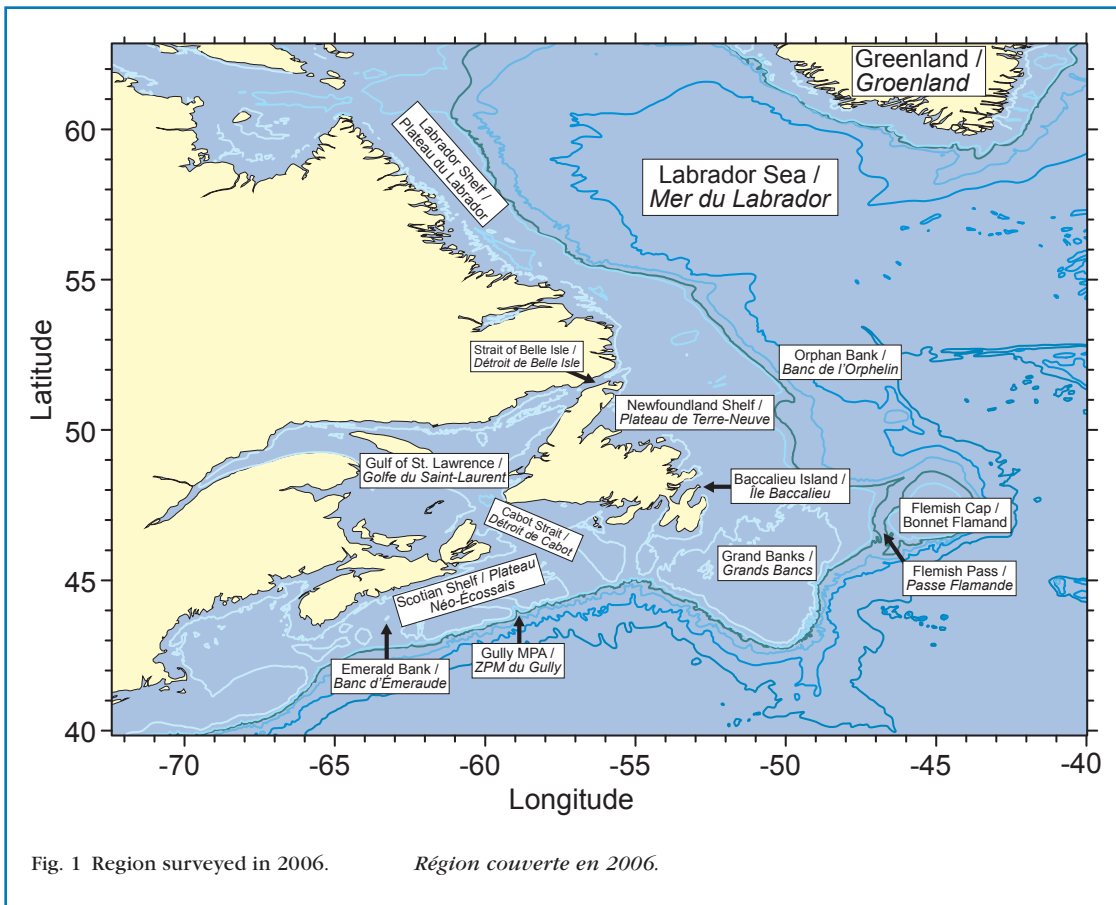 Greenland /
Groenland
60
Labrador Shelf /
Plateau du Labrador
Labrador Sea /
Mer du Labrador
55
Latitude
Strait of Belle Isle /
Détroit de Belle Isle
Orphan Bank /
Banc de l'Orphelin
Newfoundland Shelf /
Plateau de Terre-Neuve
50
Gulf of St. Lawrence /
Golfe du Saint-Laurent
Baccalieu Island /
Île Baccalieu
Flemish Cap /
Bonnet Flamand
Cabot Strait /
Détroit de Cabot
Grand Banks /
Grands Bancs
Flemish Pass /
Passe Flamande
45
Scotian Shelf / Plateau
Néo-Écossais
Gully MPA /
ZPM du Gully
Emerald Bank /
Banc d'Émeraude
40
-70 -65 -60 -55 -50 -45 -40
Longitude
Fig. 1 Region surveyed in 2006. Région couverte en 2006.